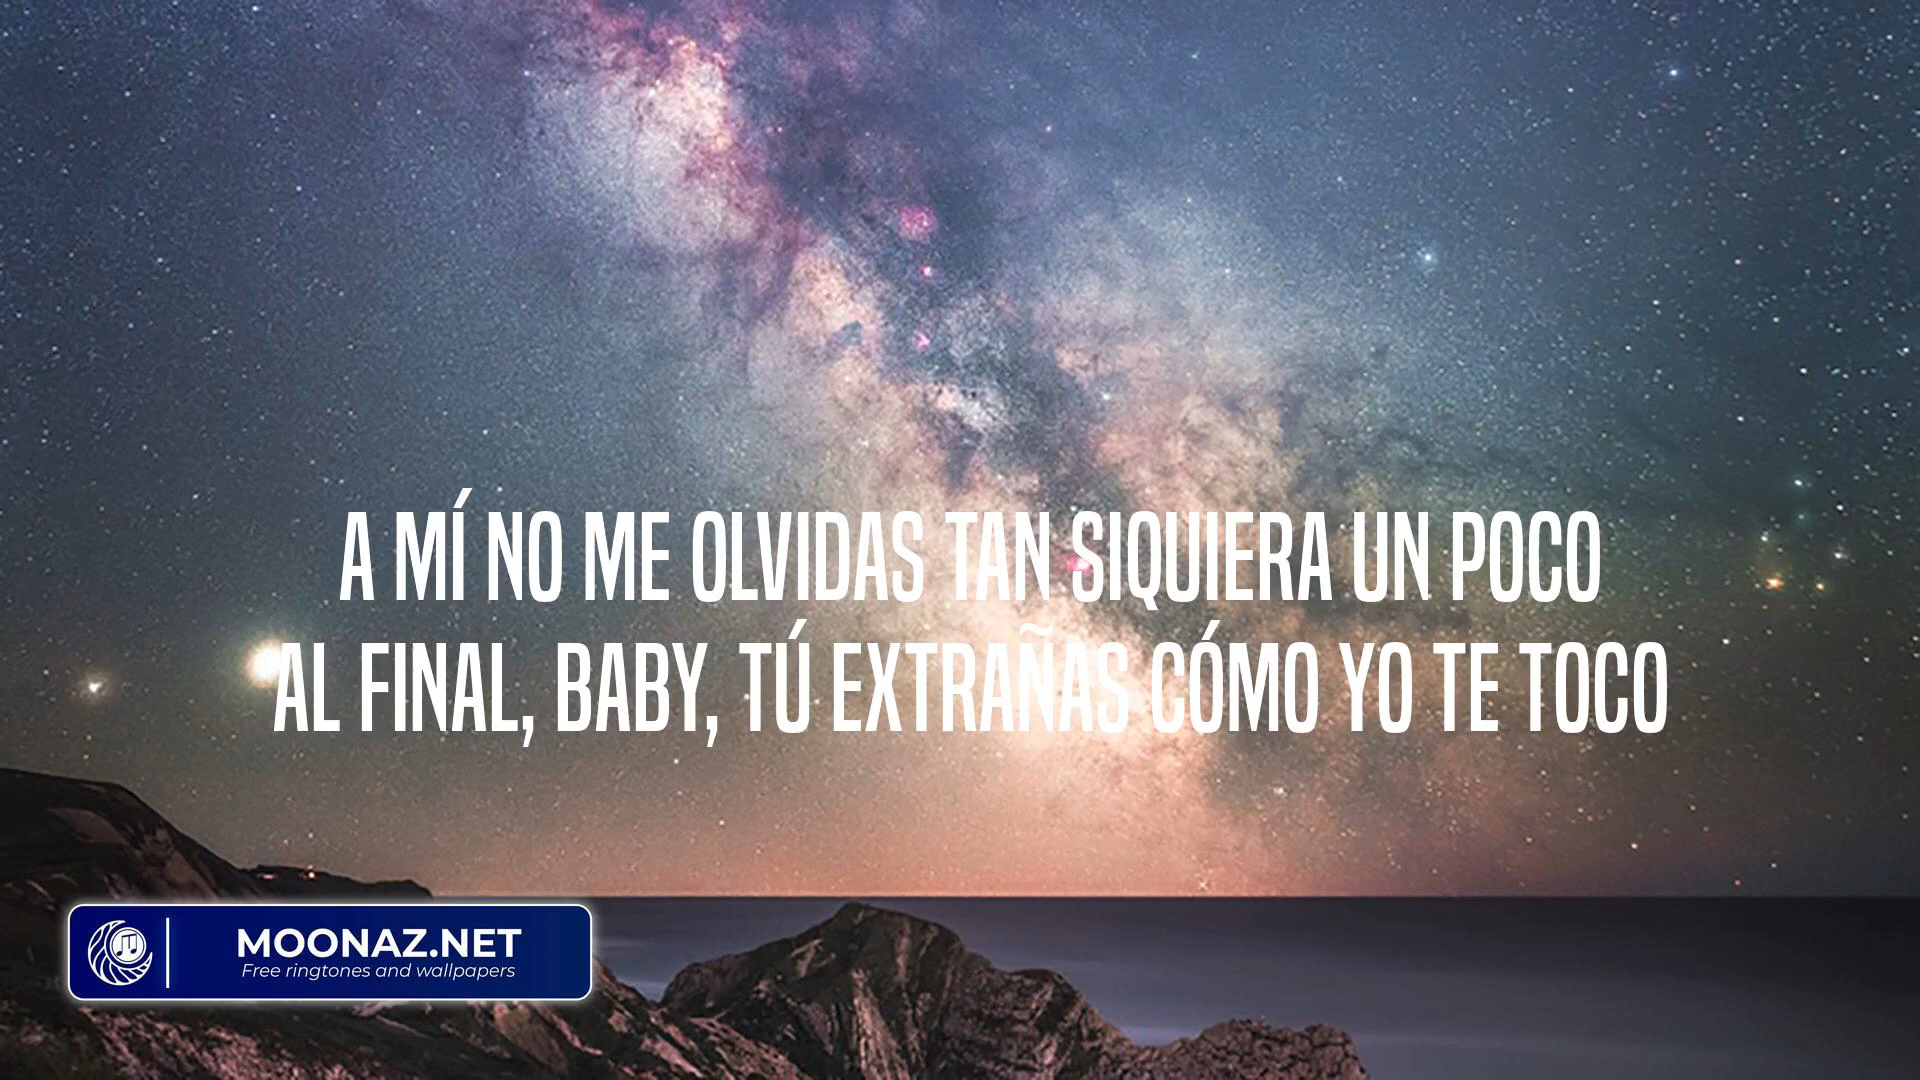 A MÍ NO ME OLVIDAS TAN SIQUIERA UN POCO
AL FINAL, BABY, TÚ EXTRAÑAS CÓMO YO TE TOCO
MOONAZ.NET
Free ringtones and wallpapers